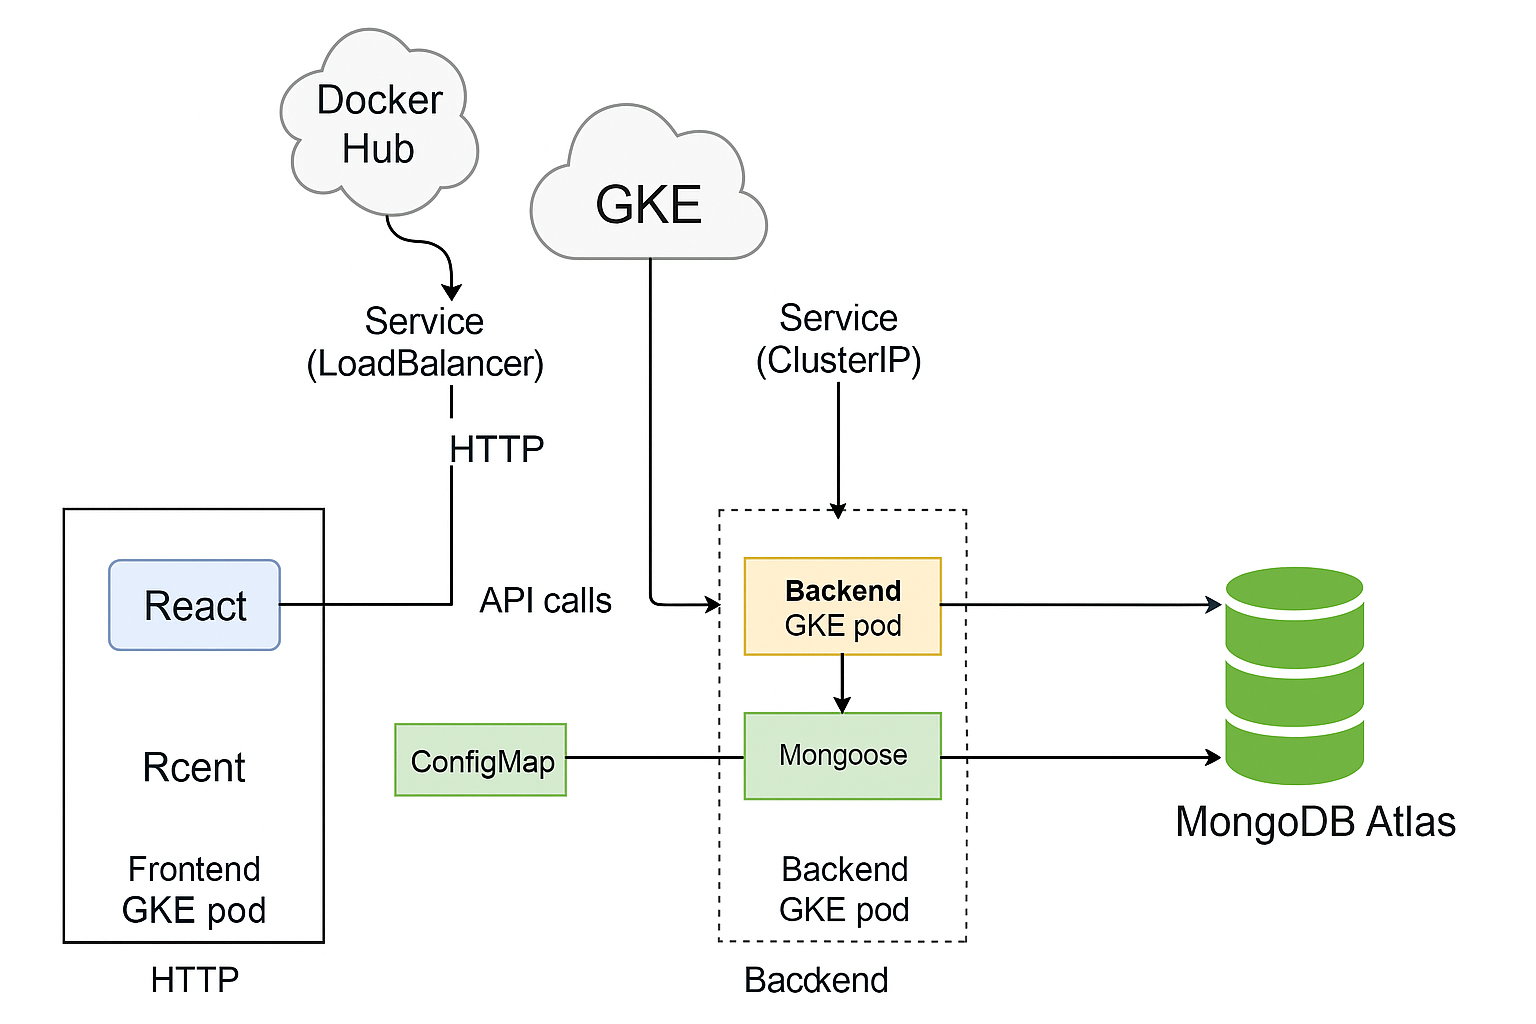 Docker
Hub
GKE
Service
(LoadBalancer)
Service
(ClusterIP)
HTTP
React
API calls
Backend
GKE pod
Rcent
ConfigMap
Mongoose
MongoDB Atlas
Frontend
GKE pod
Backend
GKE pod
HTTP
Bacckend